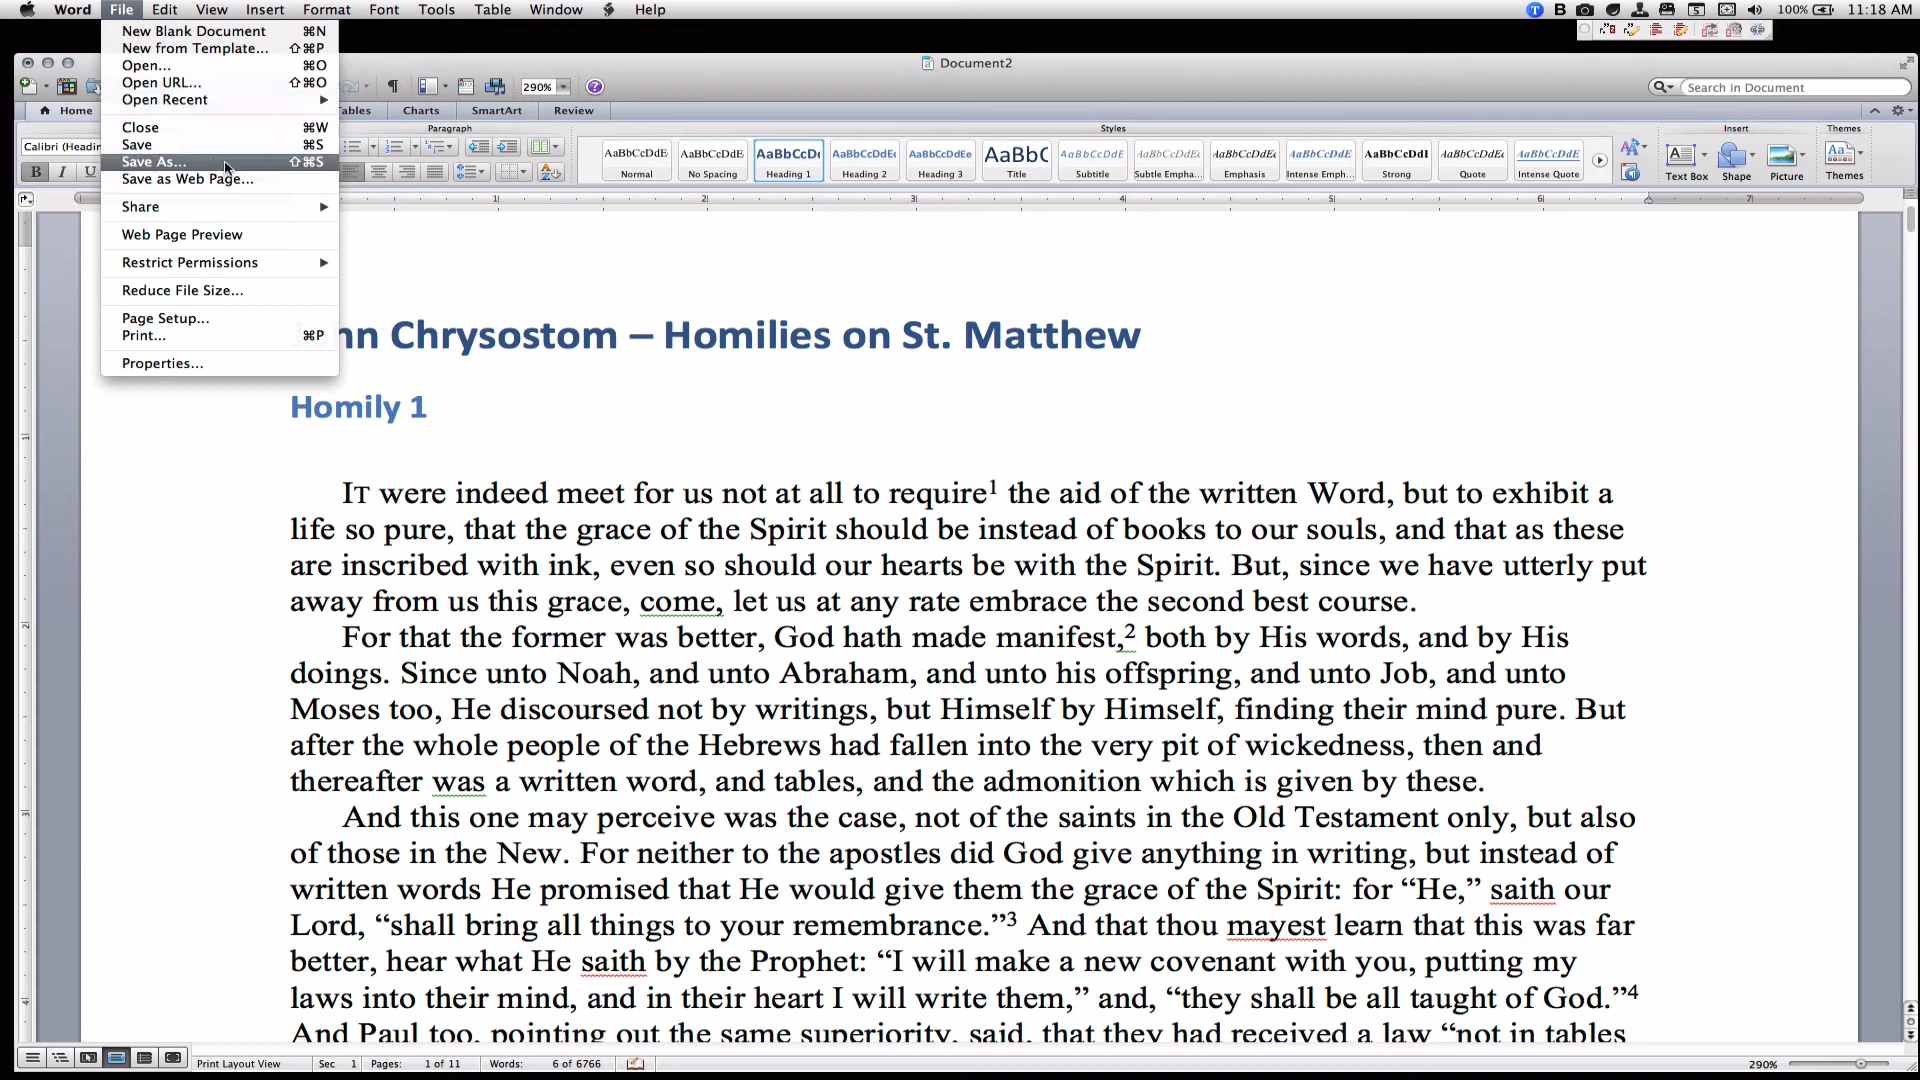 Word File Edit View Insert Format Font Tools Table Window Help 100% 11:18 AM
New Blank Document ⌘N
New from Template... ⇧⌘P
Open... ⌘O
Open URL... ⇧⌘O
Open Recent
Close ⌘W
Save ⌘S
Save As... ⇧⌘S
Save as Web Page...
Share
Web Page Preview
Restrict Permissions
Reduce File Size...
Page Setup...
Print... ⌘P
Properties...
Document2
290%
Search in Document
Home ables Charts SmartArt Review
Paragraph Styles Insert Themes
Calibri (Headin
B I U
AaBbCcDdE AaBbCcDdE AaBbCcDt AaBbCcDdEe AaBbCcDdEe AaBbC AaBbCcDdE AaBbCcDdE AaBbCcDdE AaBbCcDdE AaBbCcDdI AaBbCcDdE AaBbCcDdE
Normal No Spacing Heading 1 Heading 2 Heading 3 Title Subtitle Subtle Empha... Emphasis Intense Emph... Strong Quote Intense Quote
Text Box Shape Picture Themes
1 2 3 4 5 6 7
nn Chrysostom – Homilies on St. Matthew
Homily 1
IT were indeed meet for us not at all to require1 the aid of the written Word, but to exhibit a
life so pure, that the grace of the Spirit should be instead of books to our souls, and that as these
are inscribed with ink, even so should our hearts be with the Spirit. But, since we have utterly put
away from us this grace, come, let us at any rate embrace the second best course.
For that the former was better, God hath made manifest,2 both by His words, and by His
doings. Since unto Noah, and unto Abraham, and unto his offspring, and unto Job, and unto
Moses too, He discoursed not by writings, but Himself by Himself, finding their mind pure. But
after the whole people of the Hebrews had fallen into the very pit of wickedness, then and
thereafter was a written word, and tables, and the admonition which is given by these.
And this one may perceive was the case, not of the saints in the Old Testament only, but also
of those in the New. For neither to the apostles did God give anything in writing, but instead of
written words He promised that He would give them the grace of the Spirit: for “He,” saith our
Lord, “shall bring all things to your remembrance.”3 And that thou mayest learn that this was far
better, hear what He saith by the Prophet: “I will make a new covenant with you, putting my
laws into their mind, and in their heart I will write them,” and, “they shall be all taught of God.”4
And Paul too, pointing out the same superiority, said, that they had received a law “not in tables
Print Layout View Sec 1 Pages: 1 of 11 Words: 6 of 6766 290%